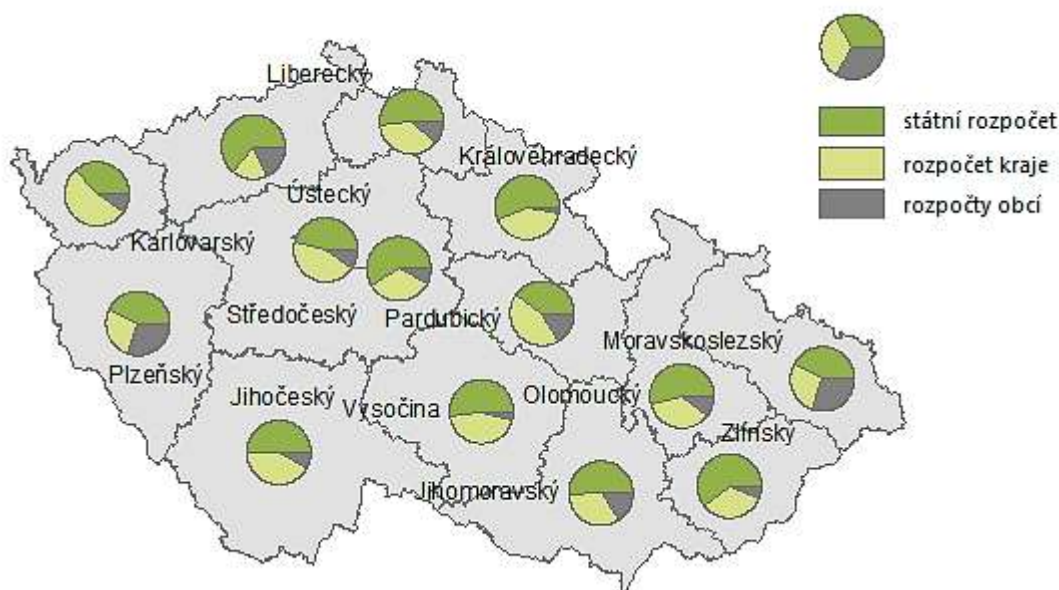 Liberecký
státní rozpočet
Královéhradecký
rozpočet kraje
Ústecký
rozpočty obcí
Karlovarský
Středočeský
Pardubický
Moravskoslezský
Plzeňský
Jihočeský
Vysočina
Olomoucký
Zlínský
Jihomoravský